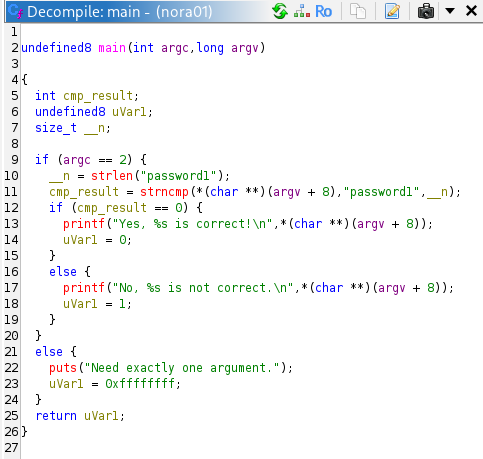 Decompile: main - (nora01)
Ro
1
2 undefined8 main(int argc,long argv)
3
4 {
5   int cmp_result;
6   undefined8 uVar1;
7   size_t __n;
8
9   if (argc == 2) {
10     __n = strlen("password1");
11     cmp_result = strncmp(*(char **)(argv + 8),"password1",__n);
12     if (cmp_result == 0) {
13       printf("Yes, %s is correct!\n",*(char **)(argv + 8));
14       uVar1 = 0;
15     }
16     else {
17       printf("No, %s is not correct.\n",*(char **)(argv + 8));
18       uVar1 = 1;
19     }
20   }
21   else {
22     puts("Need exactly one argument.");
23     uVar1 = 0xffffffff;
24   }
25   return uVar1;
26 }
27